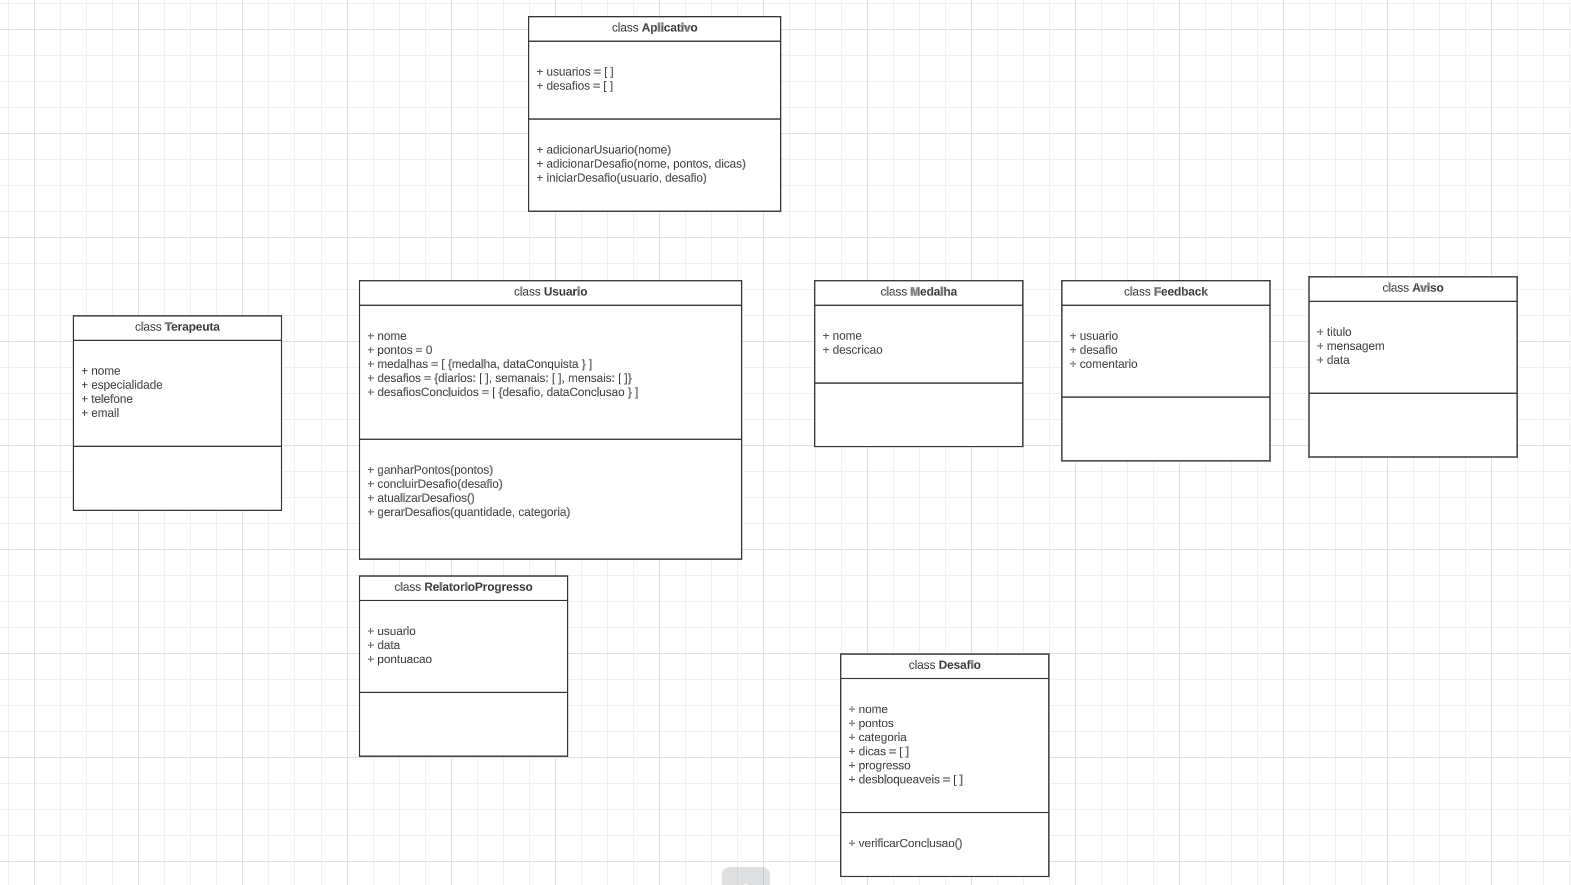 class Aplicativo
+ usuarios = [ ]
+ desafios = [ ]
+ adicionarUsuario(nome)
+ adicionarDesafio(nome, pontos, dicas)
+ iniciarDesafio(usuario, desafio)
class Terapeuta
+ nome
+ especialidade
+ telefone
+ email
class Usuario
+ nome
+ pontos = 0
+ medalhas = [ {medalha, dataConquista } ]
+ desafios = {diarios: [ ], semanais: [ ], mensais: [ ]}
+ desafiosConcluidos = [ {desafio, dataConclusao } ]
+ ganharPontos(pontos)
+ concluirDesafio(desafio)
+ atualizarDesafios()
+ gerarDesafios(quantidade, categoria)
class Medalha
+ nome
+ descricao
class Feedback
+ usuario
+ desafio
+ comentario
class Aviso
+ titulo
+ mensagem
+ data
class RelatorioProgresso
+ usuario
+ data
+ pontuacao
class Desafio
+ nome
+ pontos
+ categoria
+ dicas = [ ]
+ progresso
+ desbloqueaveis = [ ]
+ verificarConclusao()